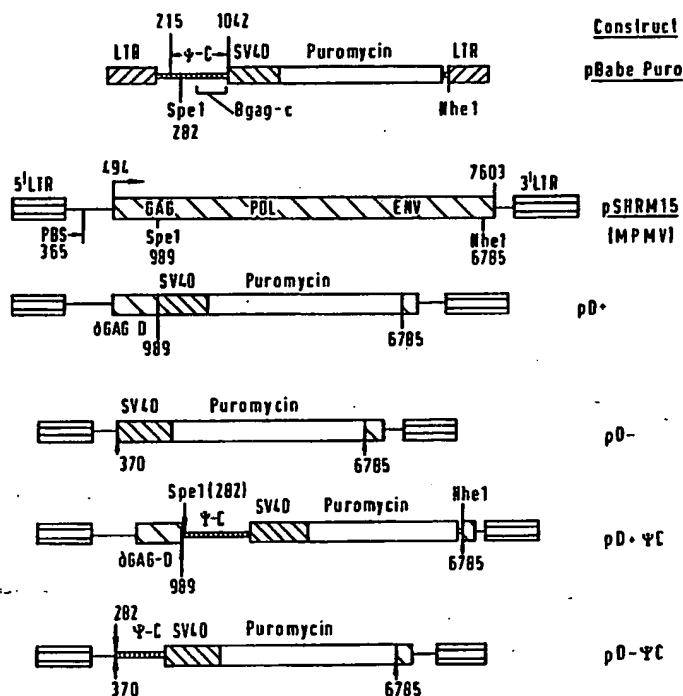 Construct
215 1042
LTR Ψ-C SV40 Puromycin LTR
pBabe Puro
Spe1 Bgag-c Nhe1
282
494 7603
5'LTR 3'LTR
GAG POL ENV
pSHRM15
PBS Spe1 Nhe1 (MPMV)
365 989 6785
SV40 Puromycin
pD+
∂GAG D 989 6785
SV40 Puromycin
pD-
370 6785
Spe1(282) Nhe1
Ψ-C SV40 Puromycin
pD+ΨC
∂GAG-D 989 6785
282
Ψ-C SV40 Puromycin
pD-ΨC
370 6785